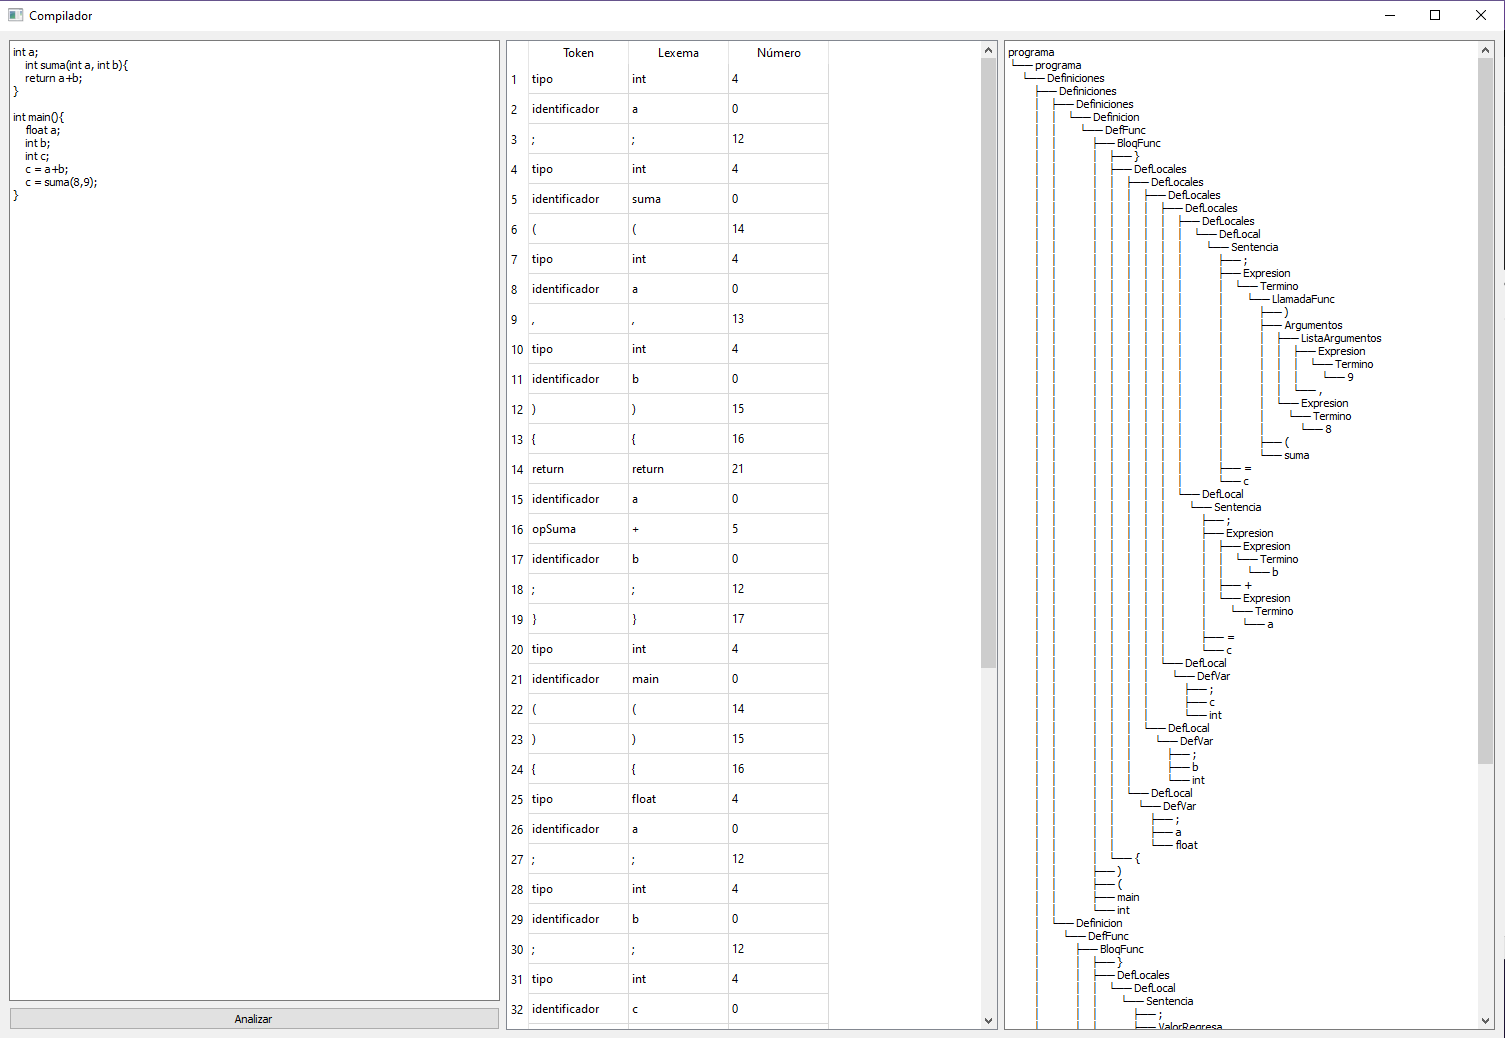 Compilador
int a;
int suma(int a, int b){
return a+b;
}
int main(){
float a;
int b;
int c;
c = a+b;
c = suma(8,9);
}
Analizar
Token Lexema Número
1 tipo int 4
2 identificador a 0
3 ; ; 12
4 tipo int 4
5 identificador suma 0
6 ( ( 14
7 tipo int 4
8 identificador a 0
9 , , 13
10 tipo int 4
11 identificador b 0
12 ) ) 15
13 { { 16
14 return return 21
15 identificador a 0
16 opSuma + 5
17 identificador b 0
18 ; ; 12
19 } } 17
20 tipo int 4
21 identificador main 0
22 ( ( 14
23 ) ) 15
24 { { 16
25 tipo float 4
26 identificador a 0
27 ; ; 12
28 tipo int 4
29 identificador b 0
30 ; ; 12
31 tipo int 4
32 identificador c 0
programa
programa
Definiciones
Definiciones
Definiciones
Definicion
DefFunc
BloqFunc
}
DefLocales
DefLocales
DefLocales
DefLocales
DefLocales
DefLocal
Sentencia
;
Expresion
Termino
LlamadaFunc
)
Argumentos
ListaArgumentos
Expresion
Termino
9
,
Expresion
Termino
8
(
suma
=
c
DefLocal
Sentencia
;
Expresion
Expresion
Termino
b
+
Expresion
Termino
a
=
c
DefLocal
DefVar
;
c
int
DefLocal
DefVar
;
b
int
DefLocal
DefVar
;
a
float
{
)
(
main
int
Definicion
DefFunc
BloqFunc
}
DefLocales
DefLocal
Sentencia
;
ValorRegresa